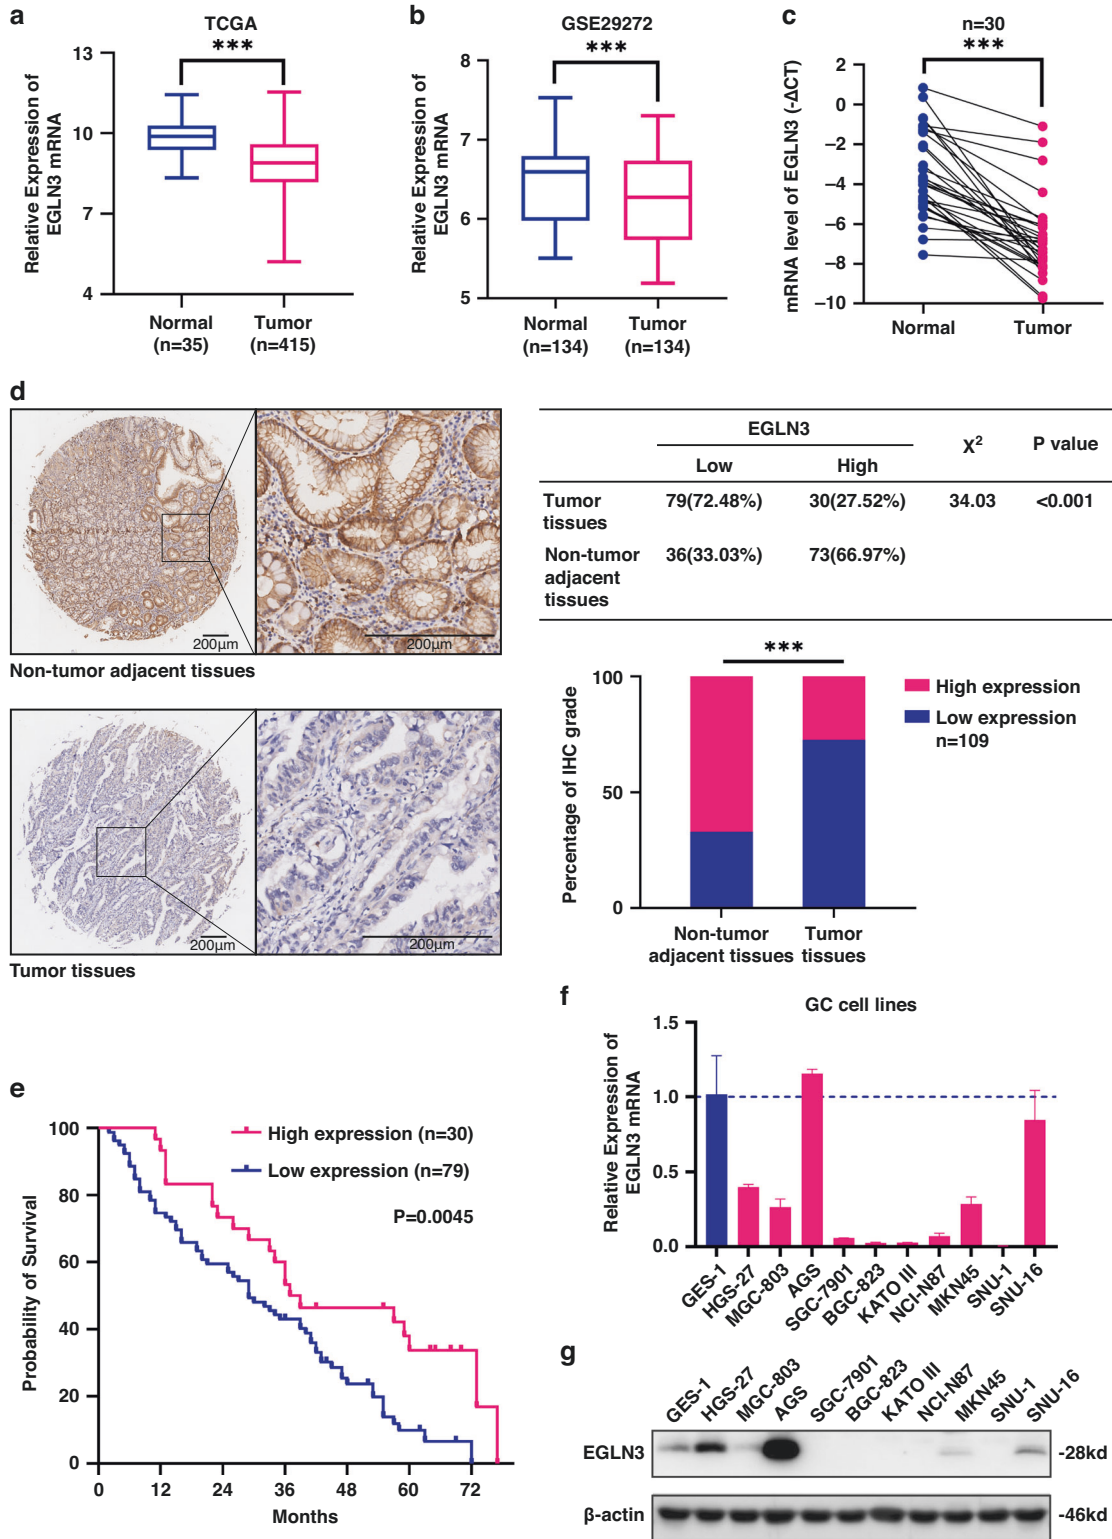 a
TCGA
***
Relative Expression of
EGLN3 mRNA
13
10
7
4
Normal
(n=35)
Tumor
(n=415)
b
GSE29272
***
Relative Expression of
EGLN3 mRNA
8
7
6
5
Normal
(n=134)
Tumor
(n=134)
c
n=30
***
mRNA level of EGLN3 (-ΔCT)
2
0
−2
−4
−6
−8
−10
Normal
Tumor
d
200μm
200μm
Non-tumor adjacent tissues
200μm
200μm
Tumor tissues
EGLN3
X²
P value
Low
High
Tumor
tissues
79(72.48%)
30(27.52%)
34.03
<0.001
Non-tumor
adjacent
tissues
36(33.03%)
73(66.97%)
***
Percentage of IHC grade
100
50
0
Non-tumor
adjacent tissues
Tumor
tissues
High expression
Low expression
n=109
e
Probability of Survival
100
80
60
40
20
0
High expression (n=30)
Low expression (n=79)
P=0.0045
0
12
24
36
48
60
72
Months
f
GC cell lines
Relative Expression of
EGLN3 mRNA
1.5
1.0
0.5
0.0
GES-1
HGS-27
MGC-803
AGS
SGC-7901
BGC-823
KATO III
NCI-N87
MKN45
SNU-1
SNU-16
g
GES-1
HGS-27
MGC-803
AGS
SGC-7901
BGC-823
KATO III
NCI-N87
MKN45
SNU-1
SNU-16
EGLN3
-28kd
β-actin
-46kd